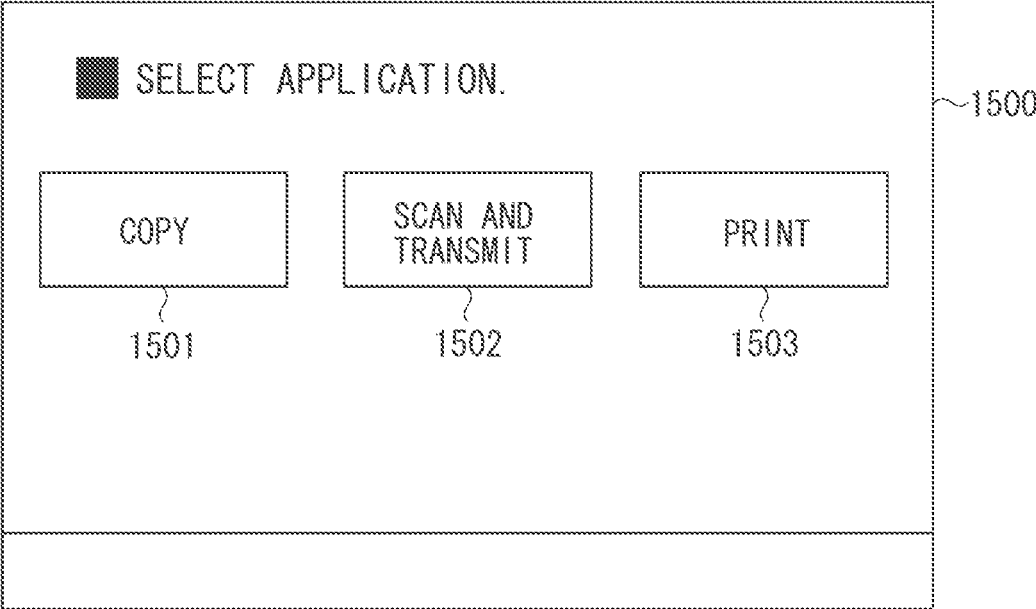 SELECT APPLICATION.
1500
COPY
SCAN AND
TRANSMIT
PRINT
1501
1502
1503